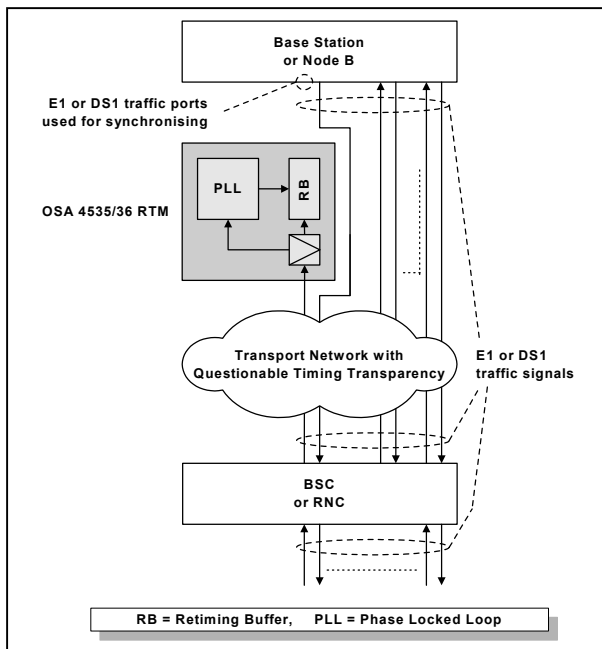 Base Station
or Node B
E1 or DS1 traffic ports
used for synchronising
PLL
RB
OSA 4535/36 RTM
Transport Network with
Questionable Timing Transparency
E1 or DS1
traffic signals
BSC
or RNC
RB = Retiming Buffer, PLL = Phase Locked Loop